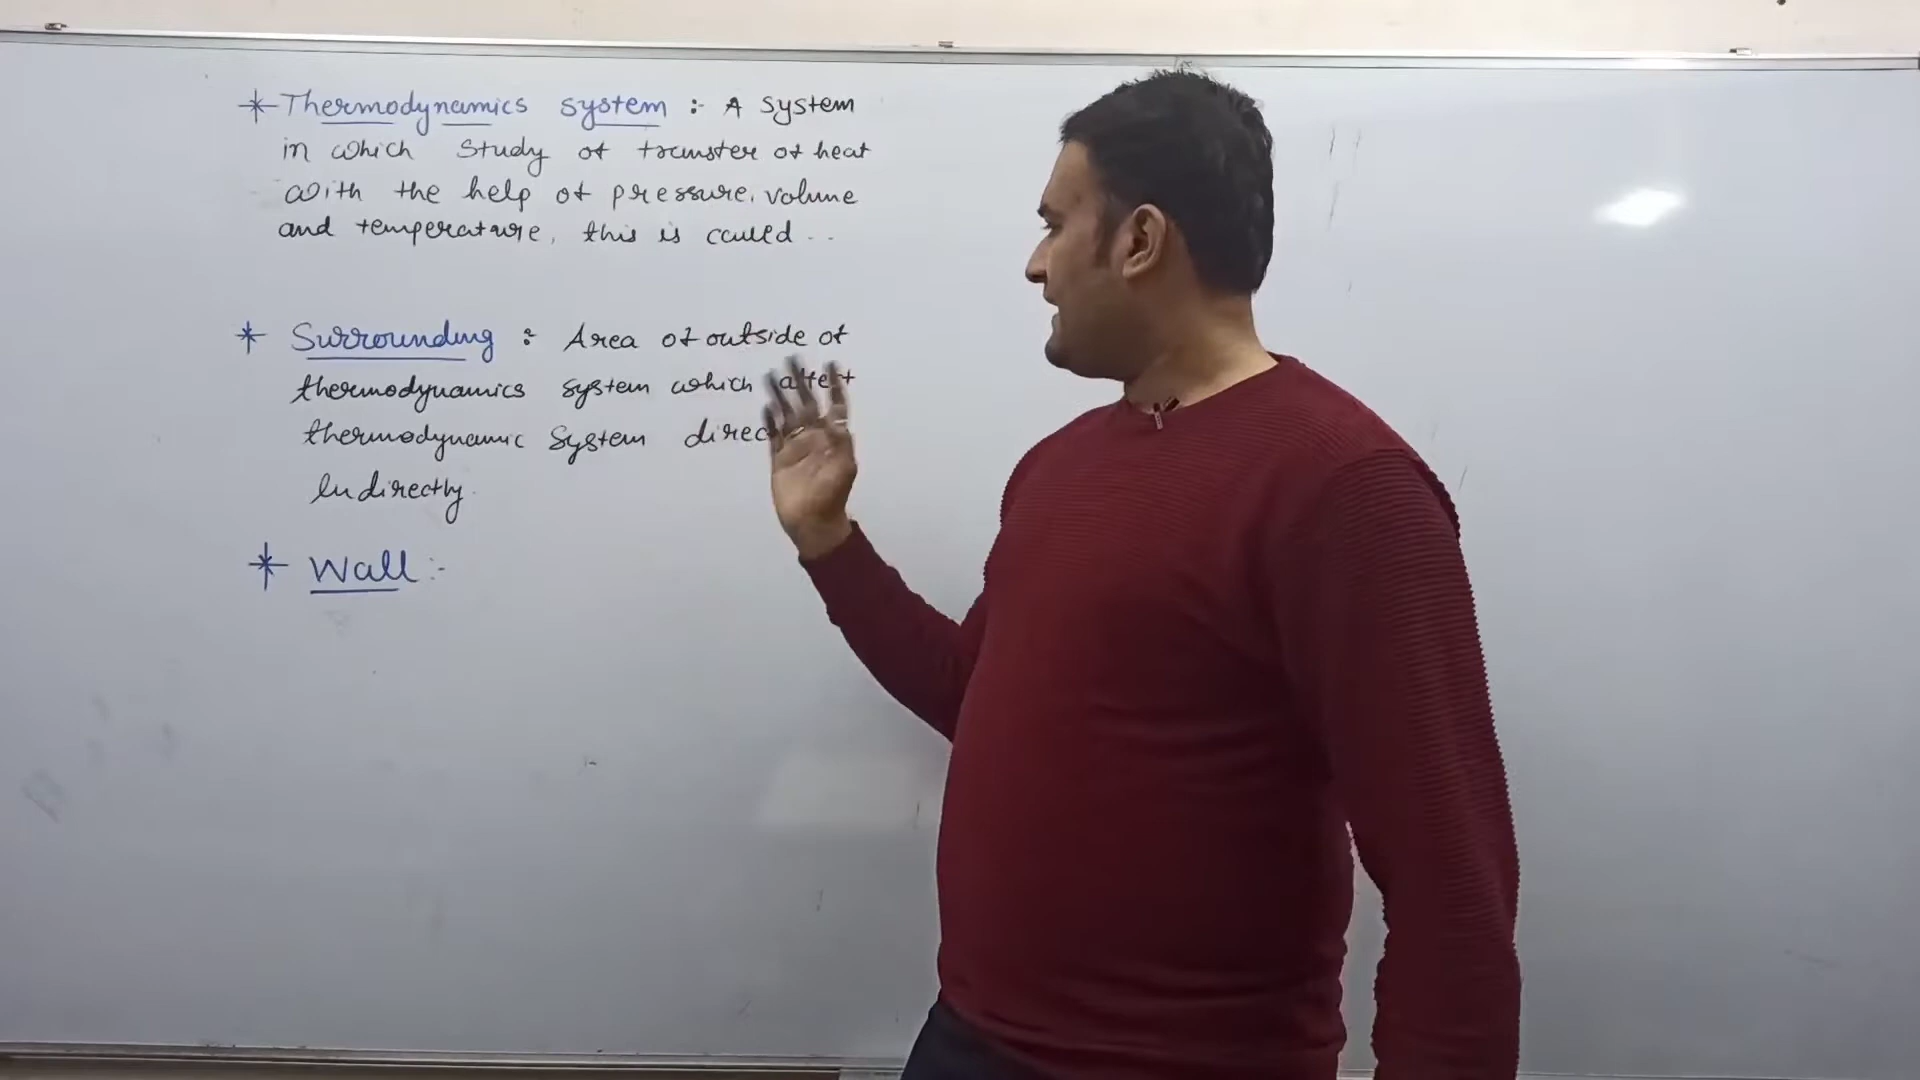 * Thermodynamics system :- A system
in which study of transfer of heat
with the help of pressure, volume
and temperature, this is called ..
* Surrounding : Area of outside of
thermodynamics system which affect
thermodynamic system
Indirectly.
* Wall :-